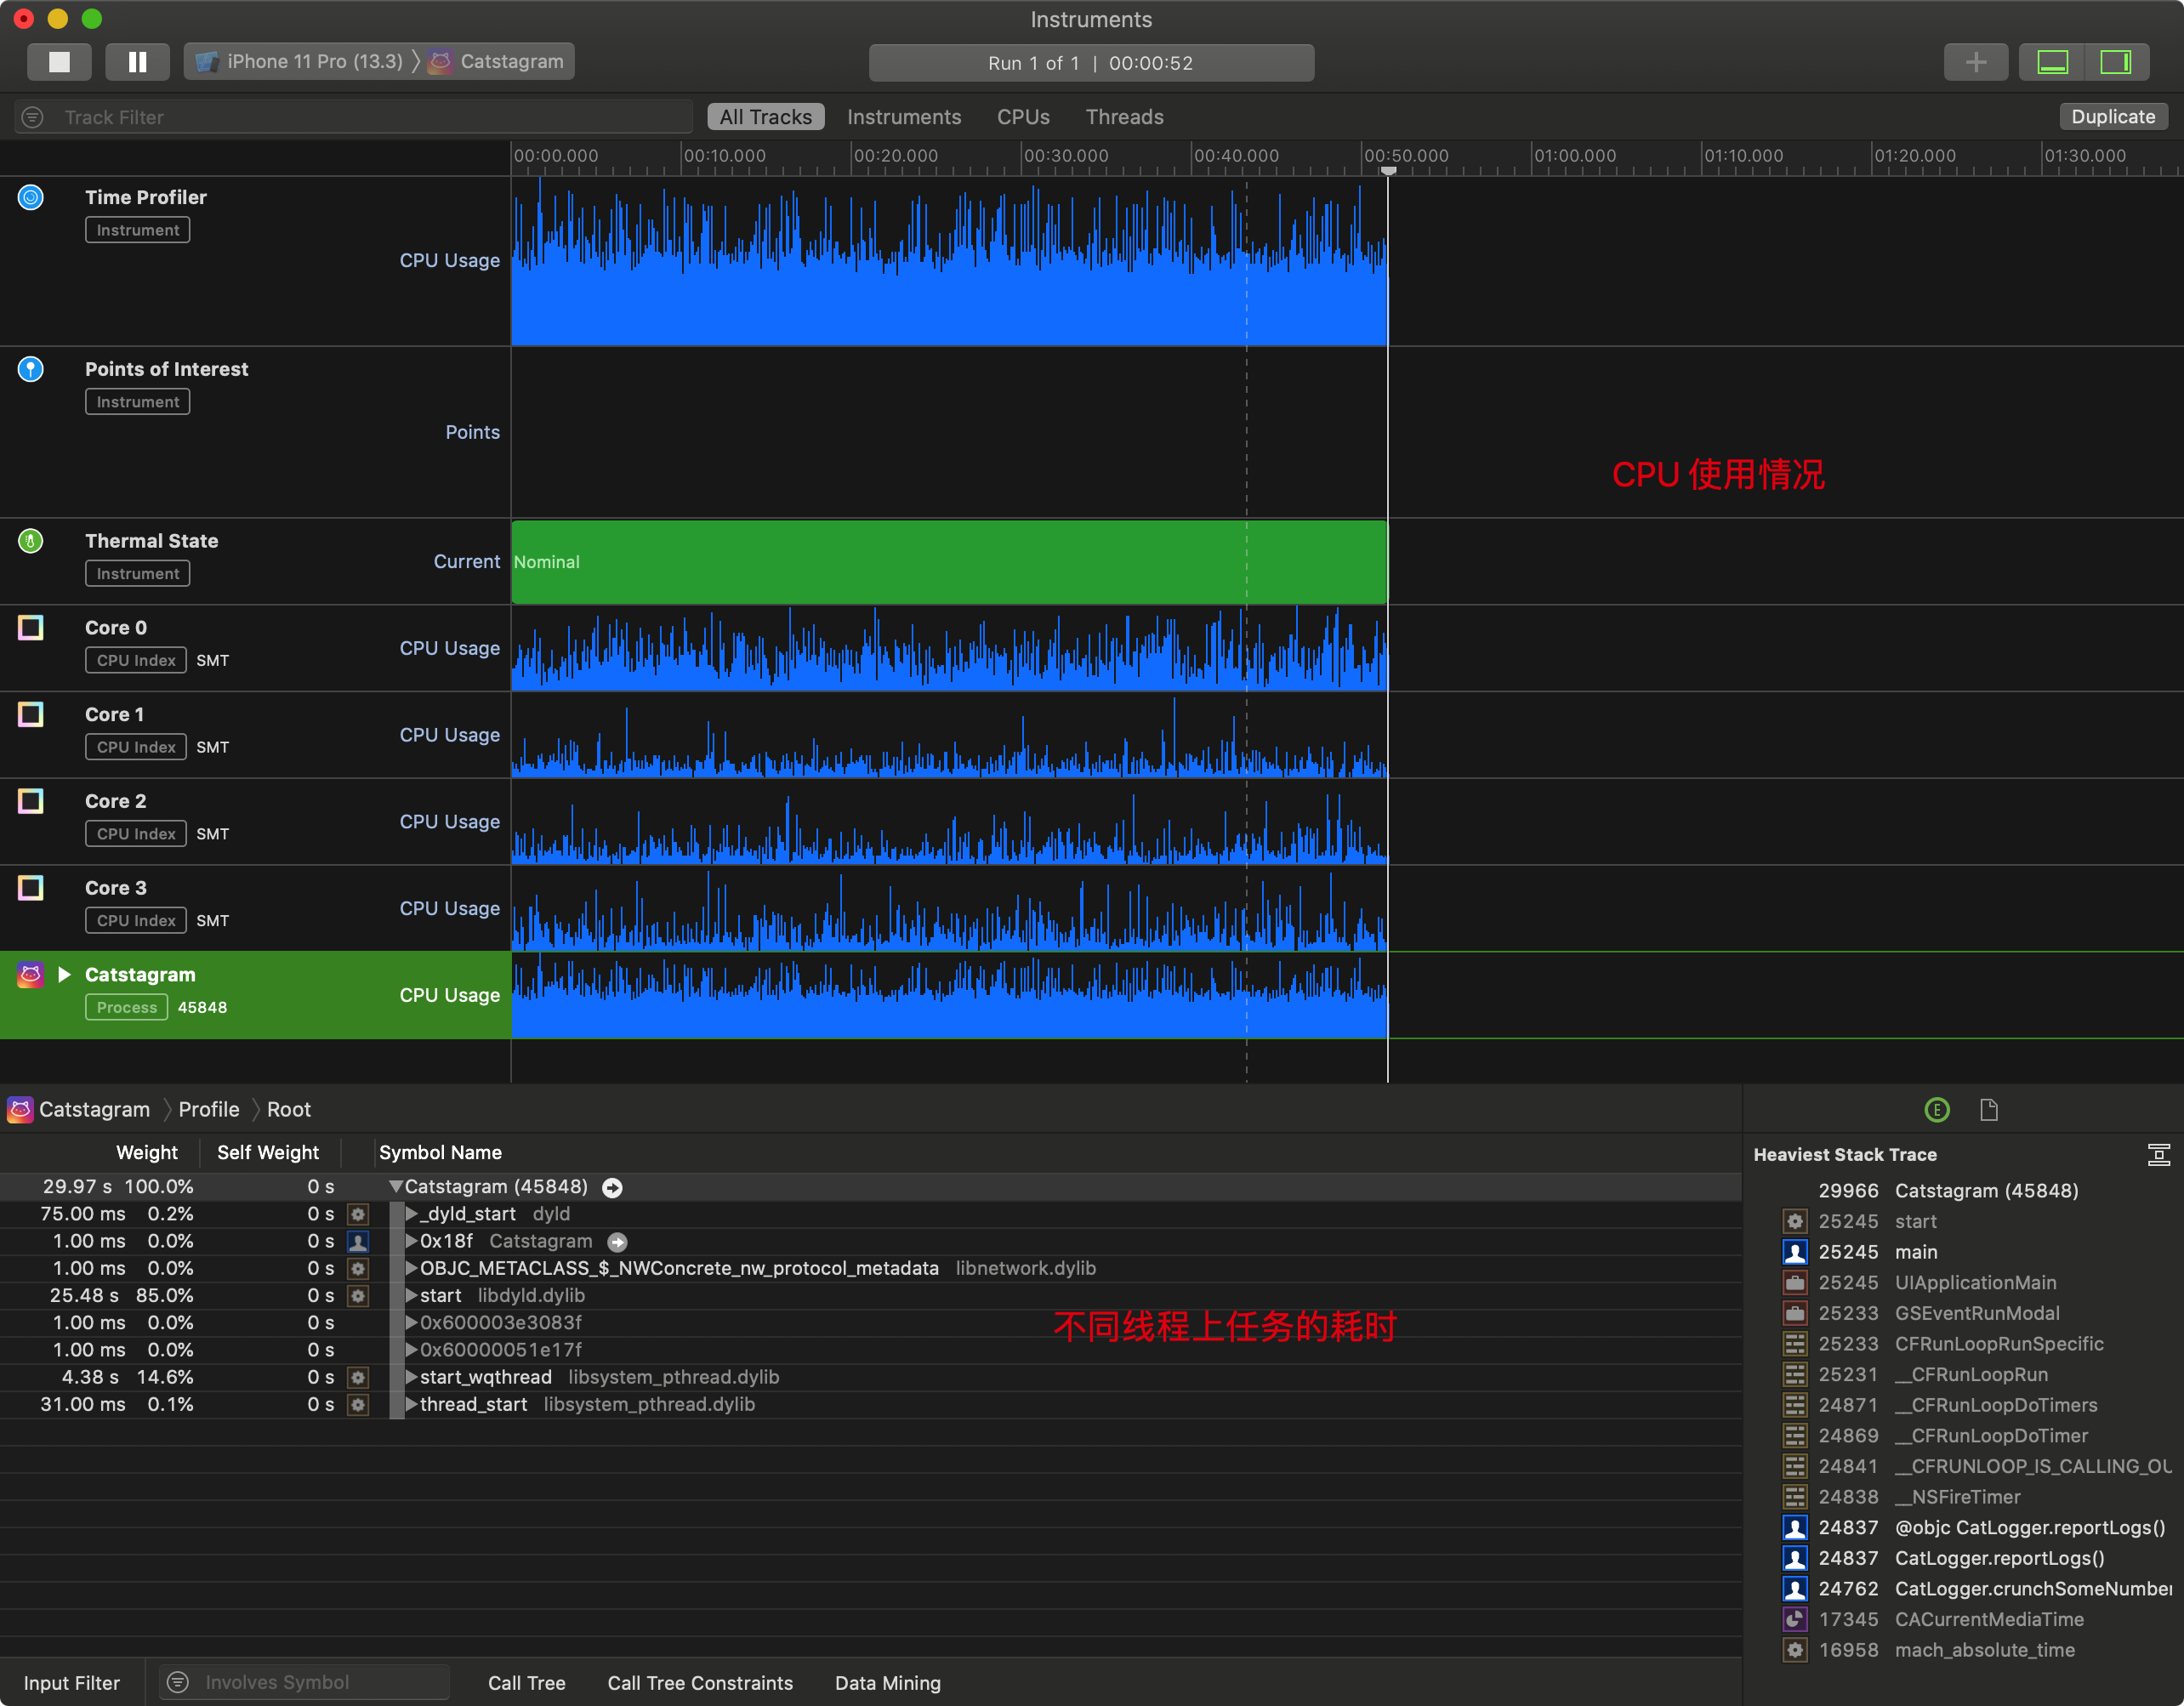 Instruments
iPhone 11 Pro (13.3) Catstagram
Run 1 of 1 | 00:00:52
Track Filter
All Tracks Instruments CPUs Threads
Duplicate
00:00.000 00:10.000 00:20.000 00:30.000 00:40.000 00:50.000 01:00.000 01:10.000 01:20.000 01:30.000
Time Profiler
Instrument
CPU Usage
Points of Interest
Instrument
Points
CPU 使用情况
Thermal State
Instrument
Current
Nominal
Core 0
CPU Index SMT
CPU Usage
Core 1
CPU Index SMT
CPU Usage
Core 2
CPU Index SMT
CPU Usage
Core 3
CPU Index SMT
CPU Usage
Catstagram
Process 45848
CPU Usage
Catstagram Profile Root
Weight Self Weight Symbol Name
29.97 s 100.0% 0 s Catstagram (45848)
75.00 ms 0.2% 0 s _dyld_start dyld
1.00 ms 0.0% 0 s 0x18f Catstagram
1.00 ms 0.0% 0 s OBJC_METACLASS_$_NWConcrete_nw_protocol_metadata libnetwork.dylib
25.48 s 85.0% 0 s start libdyld.dylib
1.00 ms 0.0% 0 s 0x600003e3083f
1.00 ms 0.0% 0 s 0x60000051e17f
4.38 s 14.6% 0 s start_wqthread libsystem_pthread.dylib
31.00 ms 0.1% 0 s thread_start libsystem_pthread.dylib
不同线程上任务的耗时
E
Heaviest Stack Trace
29966 Catstagram (45848)
25245 start
25245 main
25245 UIApplicationMain
25233 GSEventRunModal
25233 CFRunLoopRunSpecific
25231 __CFRunLoopRun
24871 __CFRunLoopDoTimers
24869 __CFRunLoopDoTimer
24841 __CFRUNLOOP_IS_CALLING_OU
24838 __NSFireTimer
24837 @objc CatLogger.reportLogs()
24837 CatLogger.reportLogs()
24762 CatLogger.crunchSomeNumber
17345 CACurrentMediaTime
16958 mach_absolute_time
Input Filter Involves Symbol Call Tree Call Tree Constraints Data Mining